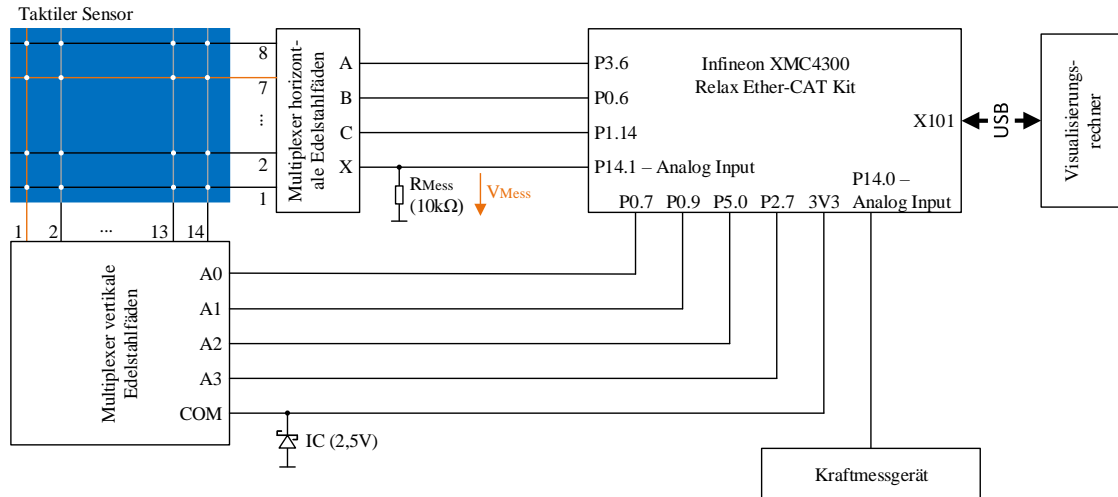 Taktiler Sensor
8
7
...
2
1
Multiplexer horizont-
ale Edelstahlfäden
A
B
C
X
RMess
(10kΩ)
VMess
Infineon XMC4300
Relax Ether-CAT Kit
P3.6
P0.6
P1.14
P14.1 – Analog Input
X101
P14.0 –
Analog Input
P0.7 P0.9 P5.0 P2.7 3V3
USB
Visualisierungs-
rechner
1 2 ... 13 14
Multiplexer vertikale
Edelstahlfäden
A0
A1
A2
A3
COM
IC (2,5V)
Kraftmessgerät